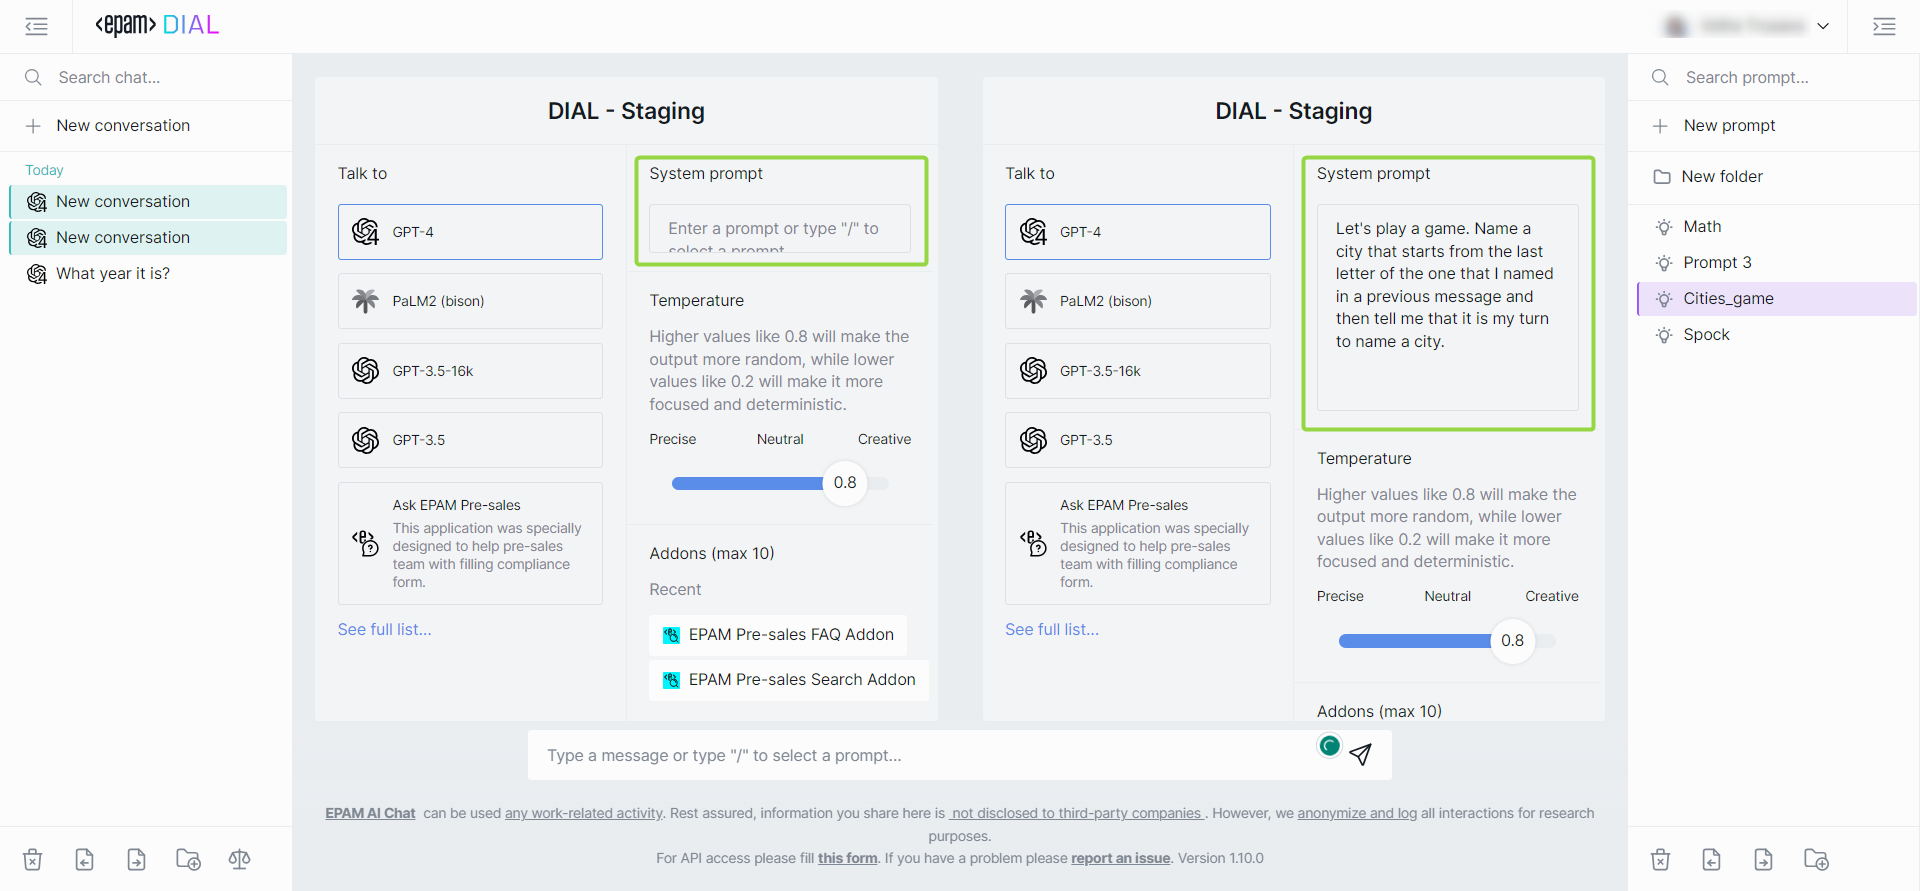 <epam> DIAL
Search chat...
New conversation
Today
New conversation
New conversation
What year it is?
DIAL - Staging
Talk to
GPT-4
PaLM2 (bison)
GPT-3.5-16k
GPT-3.5
Ask EPAM Pre-sales
This application was specially
designed to help pre-sales
team with filling compliance
form.
See full list...
System prompt
Enter a prompt or type "/" to
select a prompt
Temperature
Higher values like 0.8 will make the
output more random, while lower
values like 0.2 will make it more
focused and deterministic.
Precise Neutral Creative
0.8
Addons (max 10)
Recent
EPAM Pre-sales FAQ Addon
EPAM Pre-sales Search Addon
DIAL - Staging
Talk to
GPT-4
PaLM2 (bison)
GPT-3.5-16k
GPT-3.5
Ask EPAM Pre-sales
This application was specially
designed to help pre-sales
team with filling compliance
form.
See full list...
System prompt
Let's play a game. Name a
city that starts from the last
letter of the one that I named
in a previous message and
then tell me that it is my turn
to name a city.
Temperature
Higher values like 0.8 will make the
output more random, while lower
values like 0.2 will make it more
focused and deterministic.
Precise Neutral Creative
0.8
Addons (max 10)
Type a message or type "/" to select a prompt...
EPAM AI Chat can be used any work-related activity. Rest assured, information you share here is not disclosed to third-party companies . However, we anonymize and log all interactions for research
purposes.
For API access please fill this form. If you have a problem please report an issue. Version 1.10.0
Search prompt...
New prompt
New folder
Math
Prompt 3
Cities_game
Spock